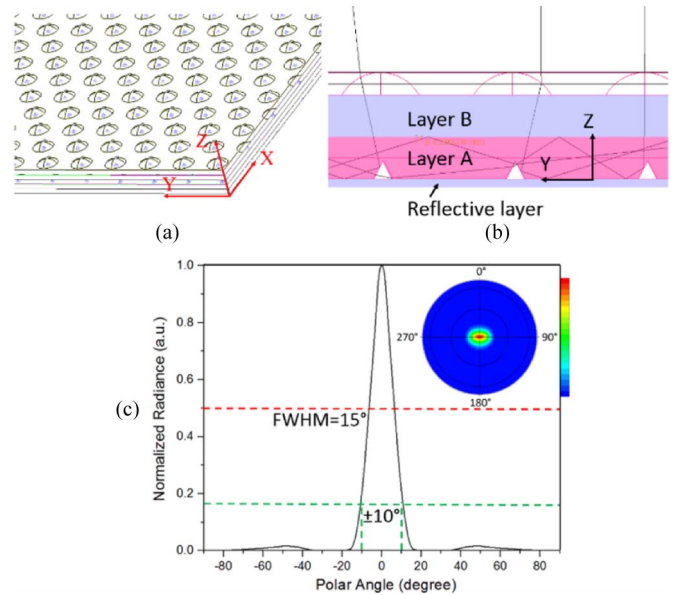 Z
X
Y
(a)
Layer B
Layer A
Z
Y
Reflective layer
(b)
(c)
Normalized Radiance (a.u.)
1.0
0.8
0.6
0.4
0.2
0.0
FWHM=15°
±10°
0°
270°
90°
180°
-80 -60 -40 -20 0 20 40 60 80
Polar Angle (degree)